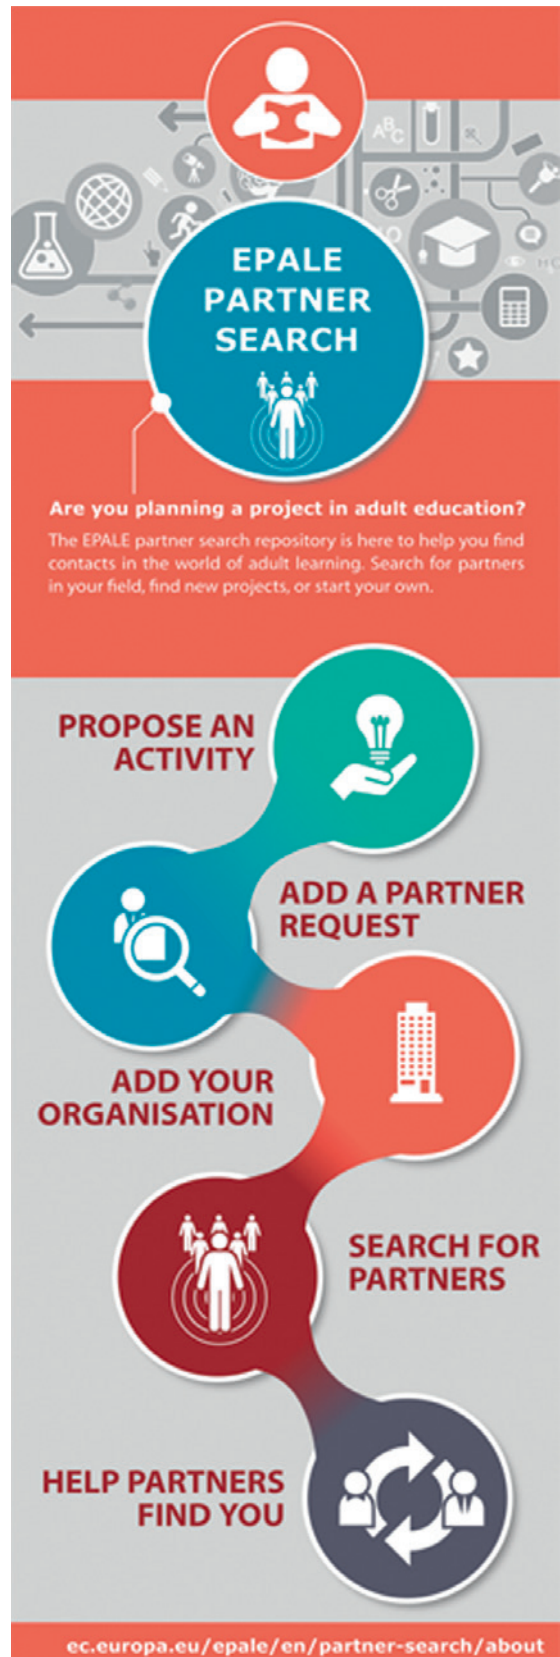 ABC
EPALE
PARTNER
SEARCH
Are you planning a project in adult education?
The EPALE partner search repository is here to help you find
contacts in the world of adult learning. Search for partners
in your field, find new projects, or start your own.
PROPOSE AN
ACTIVITY
ADD A PARTNER
REQUEST
ADD YOUR
ORGANISATION
SEARCH FOR
PARTNERS
HELP PARTNERS
FIND YOU
ec.europa.eu/epale/en/partner-search/about